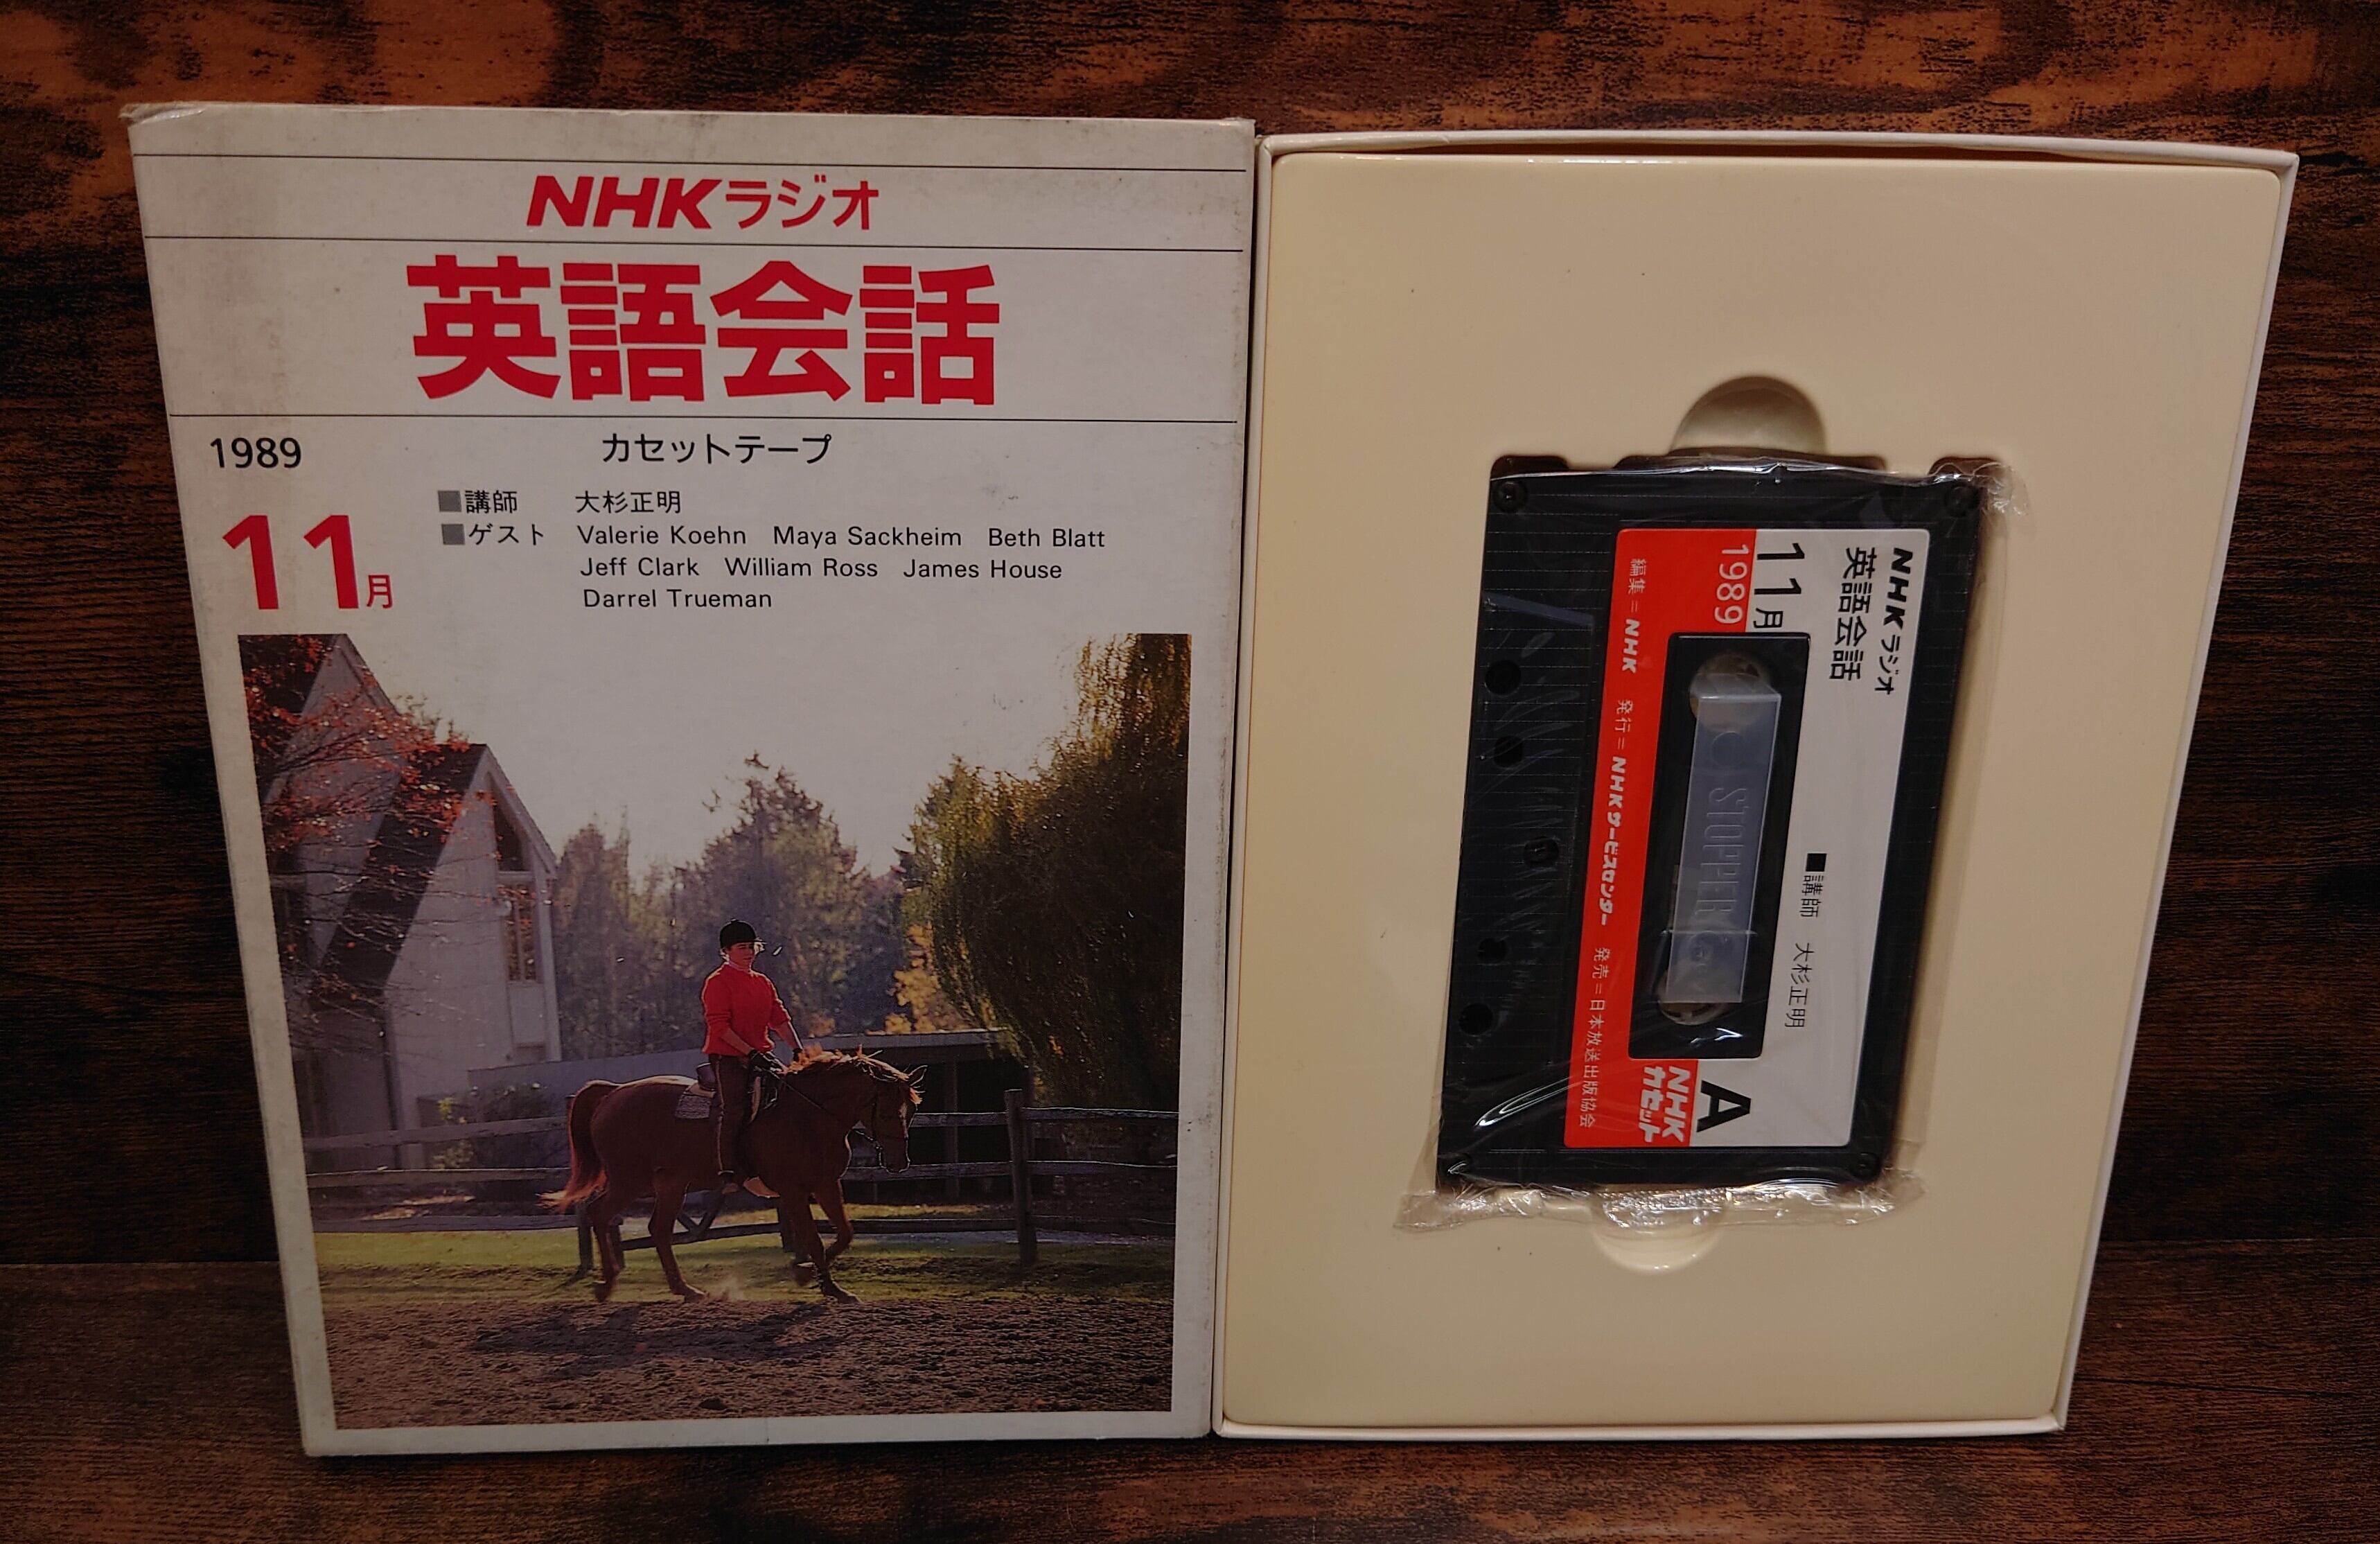 NHKラジオ
英語会話
1989
カセットテープ
11月
■講師 大杉正明
■ゲスト Valerie Koehn Maya Sackheim Beth Blatt
Jeff Clark William Ross James House
Darrel Trueman
NHKラジオ
英語会話
11月
1989
■講師 大杉正明
STOPPER
A
NHK
カセット
編集=NHK 発行=NHKサービスセンター 発売=日本放送出版協会